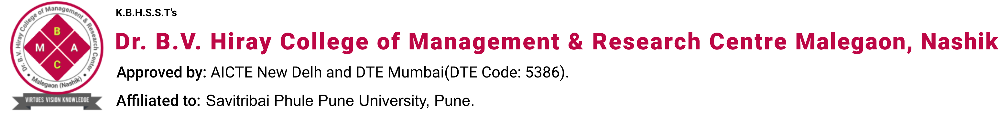 K.B.H.S.S.T's
Dr. B.V. Hiray College of Management & Research Centre Malegaon, Nashik
Approved by: AICTE New Delh and DTE Mumbai(DTE Code: 5386).
Affiliated to: Savitribai Phule Pune University, Pune.
Dr. B.V. Hiray College of Management & Research Center
B
M A
C
• Malegaon (Nashik) •
VIRTUES VISION KNOWLEDGE